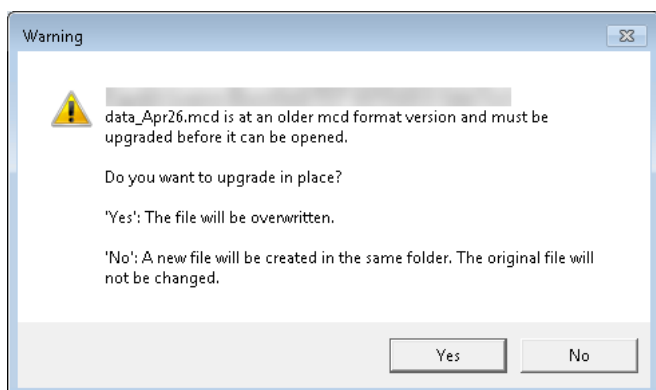 Warning
data_Apr26.mcd is at an older mcd format version and must be
upgraded before it can be opened.
Do you want to upgrade in place?
'Yes': The file will be overwritten.
'No': A new file will be created in the same folder. The original file will
not be changed.
Yes
No